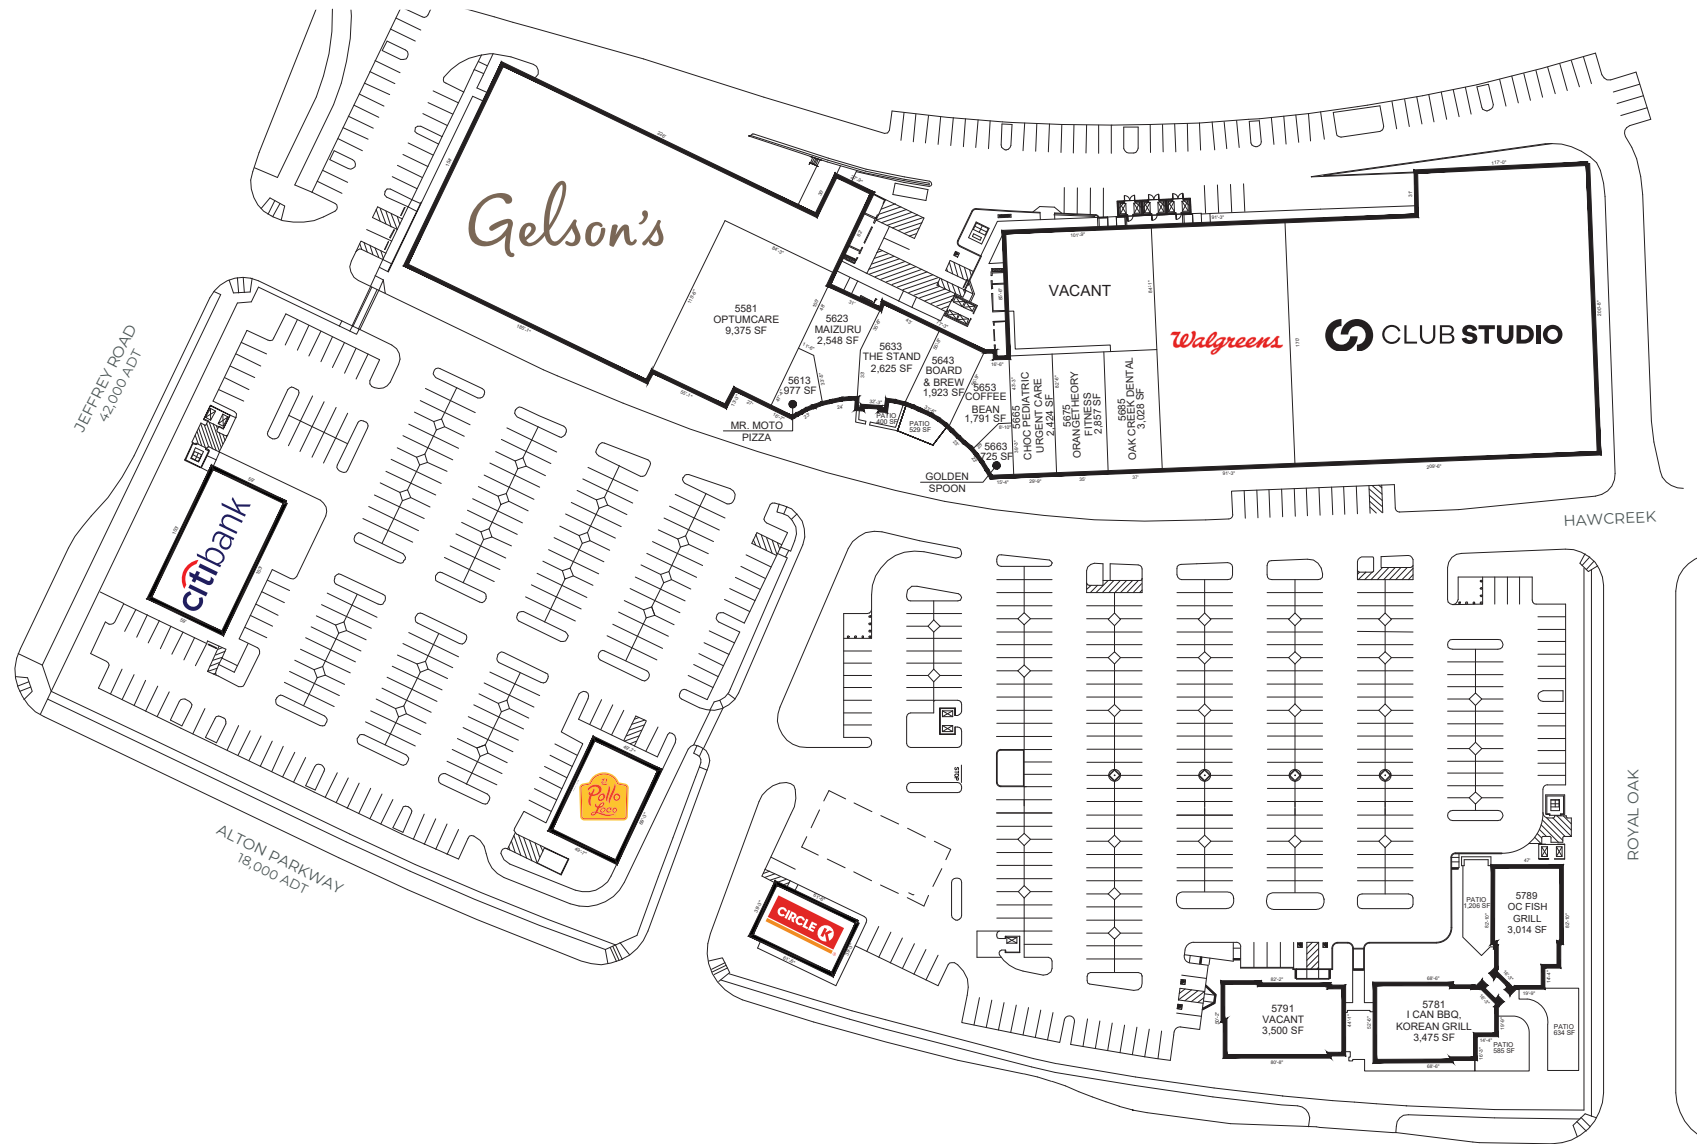 Gelson's
5581
OPTUMCARE
9,375 SF
5623
MAIZURU
2,548 SF
5613
977 SF
MR. MOTO
PIZZA
5633
THE STAND
2,625 SF
PATIO
400 SF
PATIO
529 SF
5643
BOARD
& BREW
1,923 SF
5653
COFFEE
BEAN
1,791 SF
5663
725 SF
GOLDEN
SPOON
VACANT
5665
CHOC PEDIATRIC
URGENT CARE
2,424 SF
5675
ORANGETHEORY
FITNESS
2,857 SF
5685
OAK CREEK DENTAL
3,028 SF
Walgreens
CLUB STUDIO
HAWCREEK
JEFFREY ROAD
42,000 ADT
citibank
El
Pollo
Loco
ALTON PARKWAY
18,000 ADT
STOP
CIRCLE K
ROYAL OAK
PATIO
1,206 SF
5789
OC FISH
GRILL
3,014 SF
5791
VACANT
3,500 SF
5781
I CAN BBQ,
KOREAN GRILL
3,475 SF
PATIO
585 SF
PATIO
634 SF